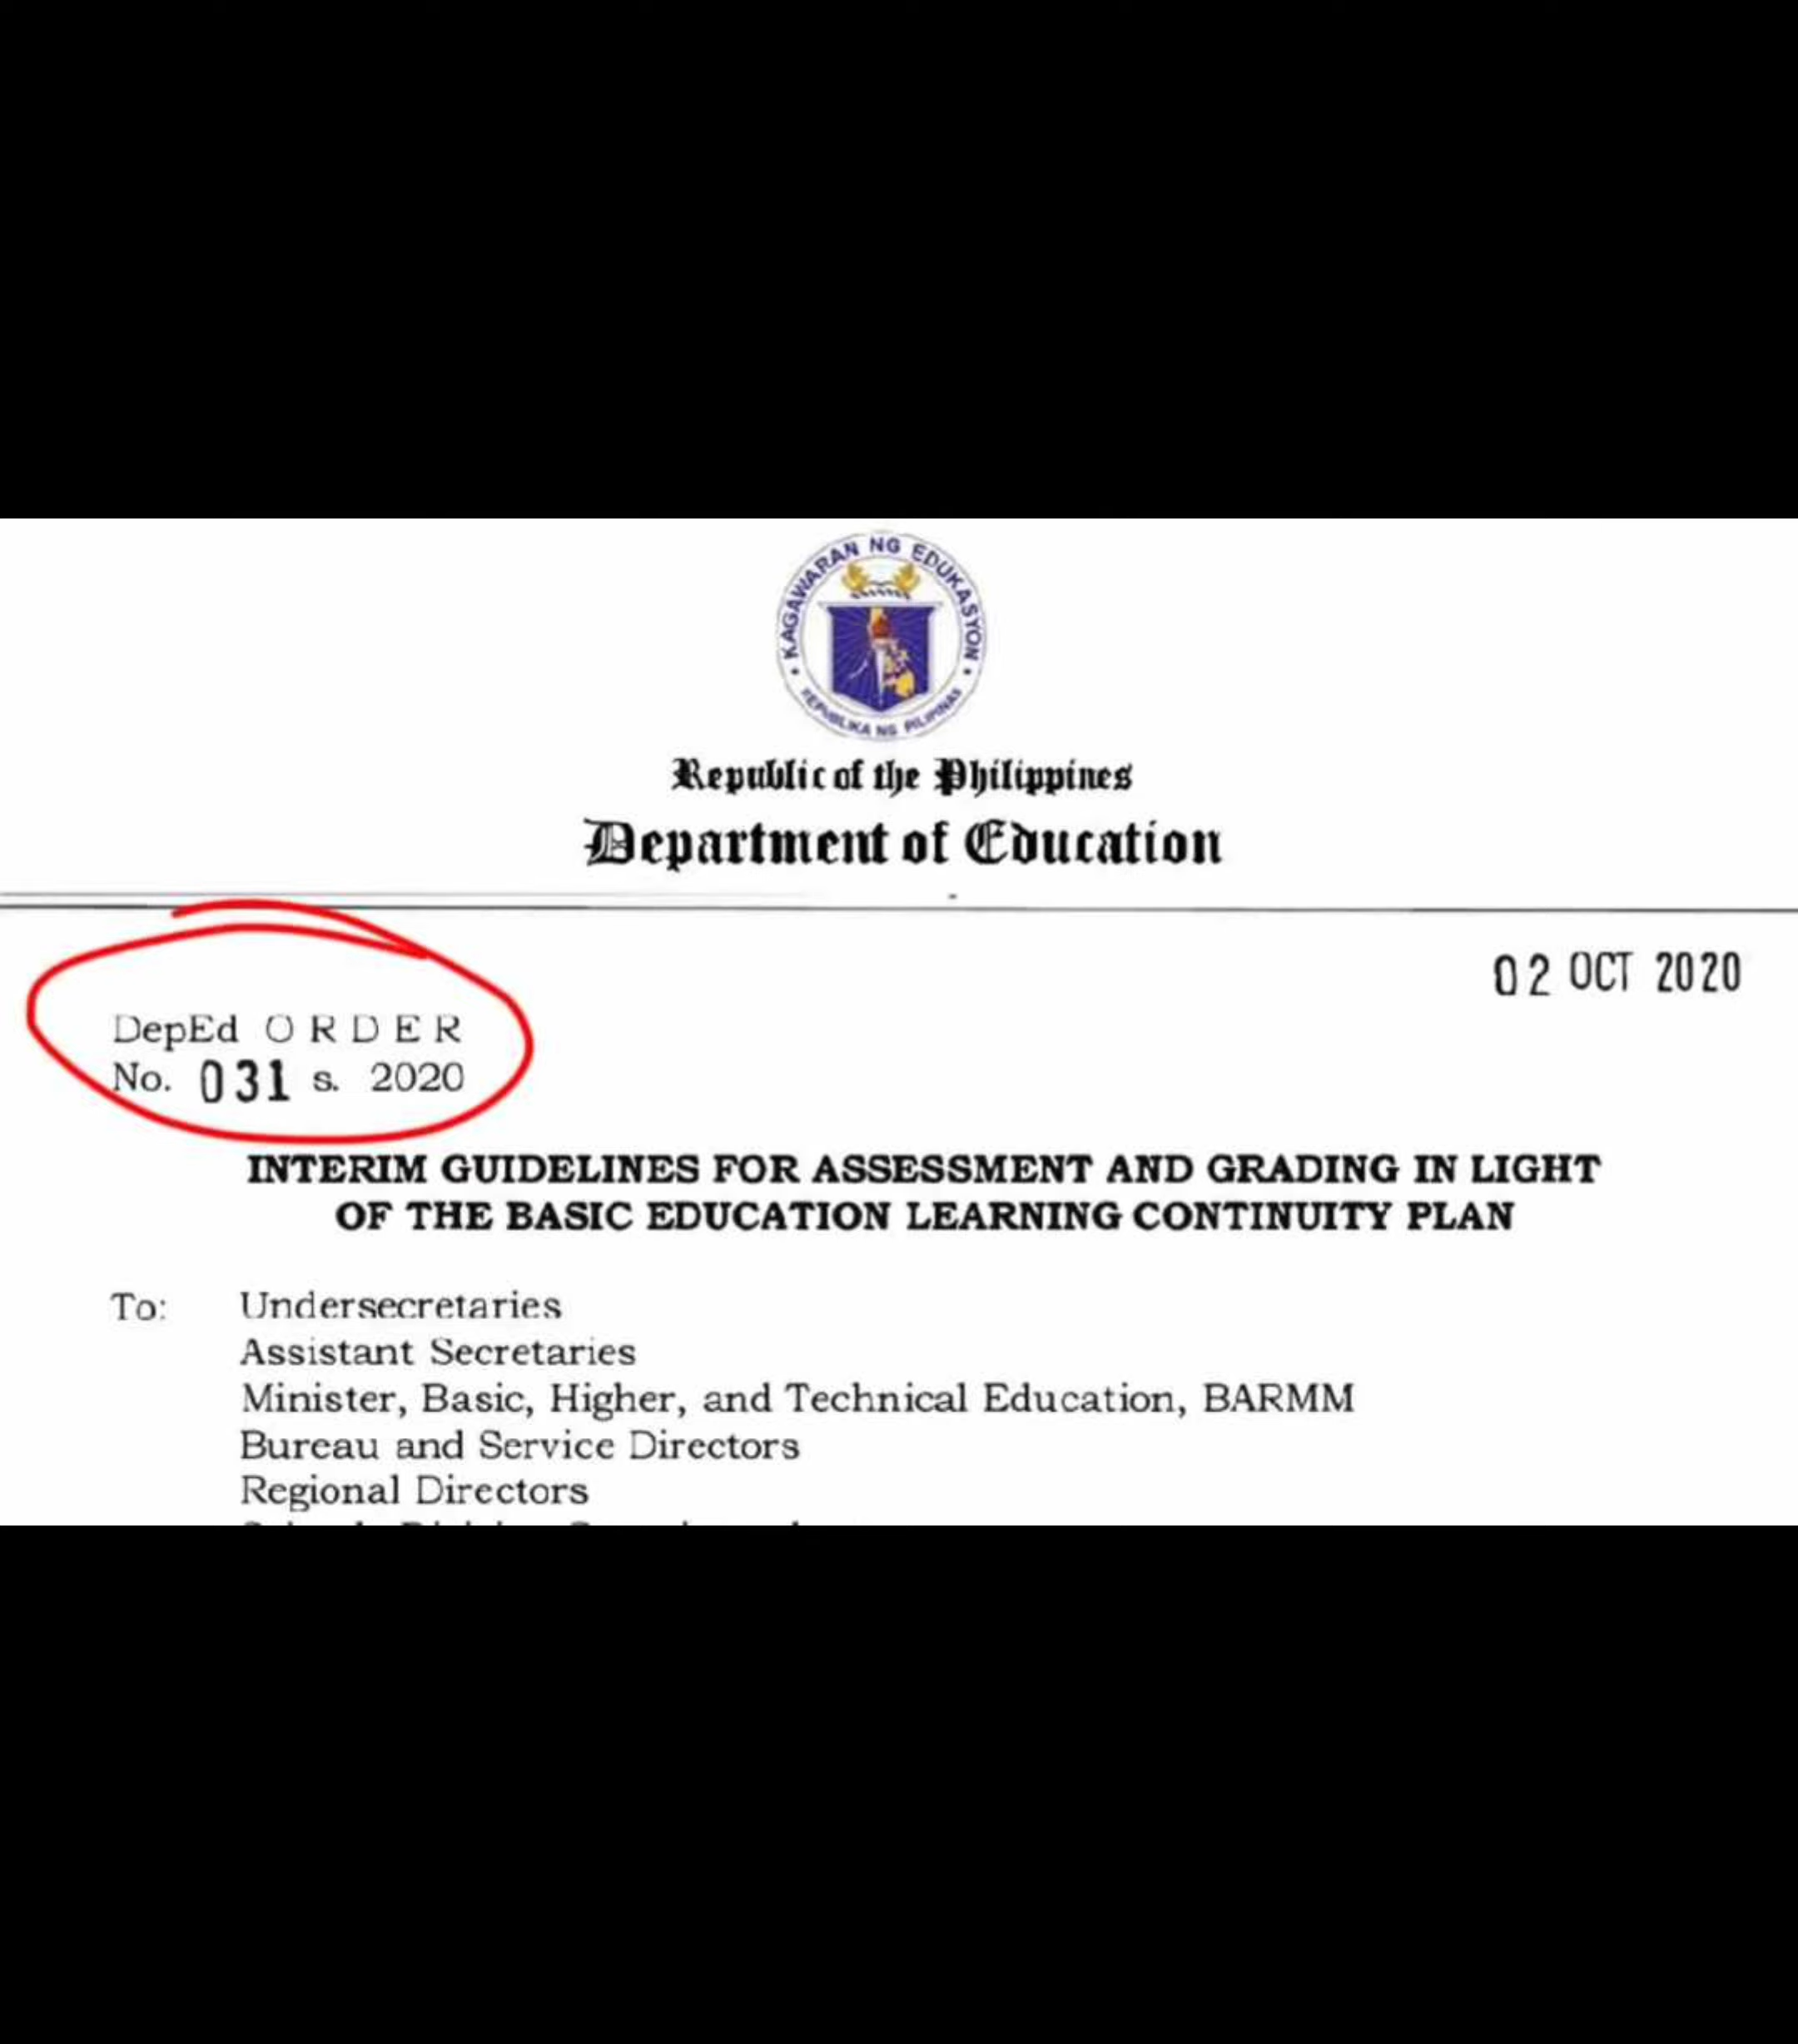 KAGAWARAN NG EDUKASYON
REPUBLIKA NG PILIPINAS
Republic of the Philippines
Department of Education
02 OCT 2020
DepEd ORDER
No. 031 s. 2020
INTERIM GUIDELINES FOR ASSESSMENT AND GRADING IN LIGHT
OF THE BASIC EDUCATION LEARNING CONTINUITY PLAN
To: Undersecretaries
Assistant Secretaries
Minister, Basic, Higher, and Technical Education, BARMM
Bureau and Service Directors
Regional Directors